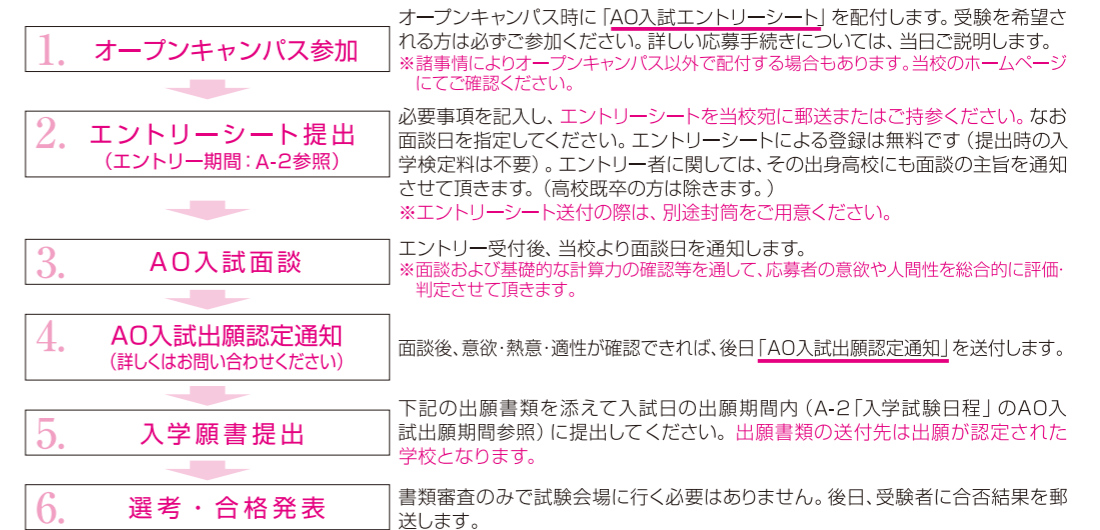 1. オープンキャンパス参加
オープンキャンパス時に「AO入試エントリーシート」を配付します。受験を希望さ
れる方は必ずご参加ください。詳しい応募手続きについては、当日ご説明します。
※諸事情によりオープンキャンパス以外で配付する場合もあります。当校のホームページ
にてご確認ください。
2. エントリーシート提出
(エントリー期間:A-2参照)
必要事項を記入し、エントリーシートを当校宛に郵送またはご持参ください。なお
面談日を指定してください。エントリーシートによる登録は無料です(提出時の入
学検定料は不要)。エントリー者に関しては、その出身高校にも面談の主旨を通知
させて頂きます。(高校既卒の方は除きます。)
※エントリーシート送付の際は、別途封筒をご用意ください。
3. AO入試面談
エントリー受付後、当校より面談日を通知します。
※面談および基礎的な計算力の確認等を通して、応募者の意欲や人間性を総合的に評価・
判定させて頂きます。
4. AO入試出願認定通知
(詳しくはお問い合わせください)
面談後、意欲・熱意・適性が確認できれば、後日「AO入試出願認定通知」を送付します。
5. 入学願書提出
下記の出願書類を添えて入試日の出願期間内(A-2「入学試験日程」のAO入
試出願期間参照)に提出してください。出願書類の送付先は出願が認定された
学校となります。
6. 選考・合格発表
書類審査のみで試験会場に行く必要はありません。後日、受験者に合否結果を郵
送します。